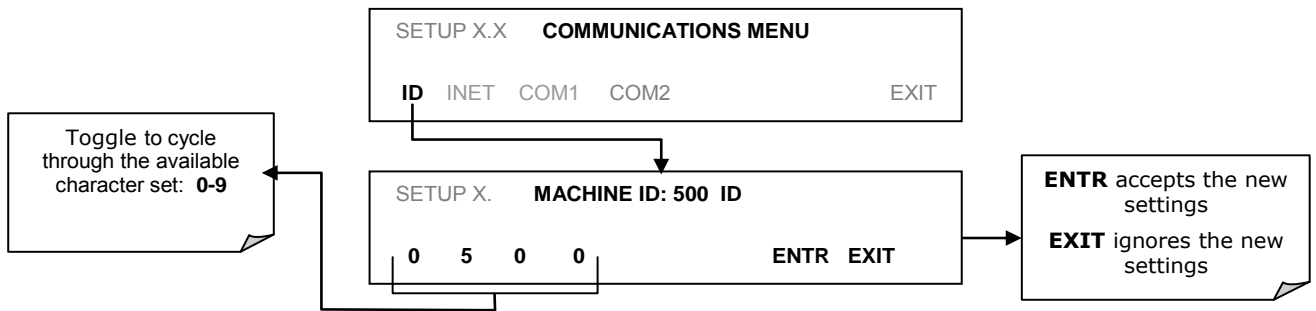 SETUP X.X COMMUNICATIONS MENU
ID INET COM1 COM2 EXIT
Toggle to cycle
through the available
character set: 0-9
SETUP X. MACHINE ID: 500 ID
0 5 0 0 ENTR EXIT
ENTR accepts the new
settings
EXIT ignores the new
settings